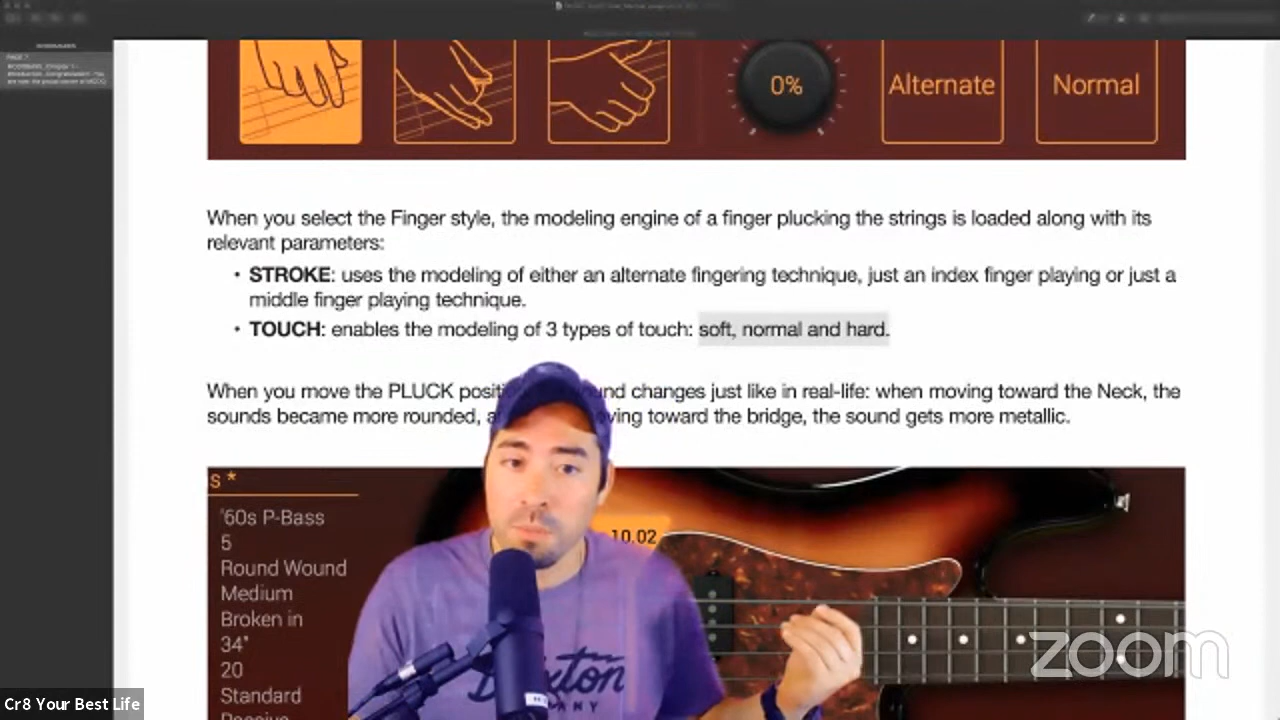 0%
Alternate
Normal
When you select the Finger style, the modeling engine of a finger plucking the strings is loaded along with its
relevant parameters:
• STROKE: uses the modeling of either an alternate fingering technique, just an index finger playing or just a
middle finger playing technique.
• TOUCH: enables the modeling of 3 types of touch: soft, normal and hard.
When you move the PLUCK positi und changes just like in real-life: when moving toward the Neck, the
sounds became more rounded, a ving toward the bridge, the sound gets more metallic.
s *
'60s P-Bass
10.02
5
Round Wound
Medium
Broken in
34"
20
Standard
zoom
Cr8 Your Best Life